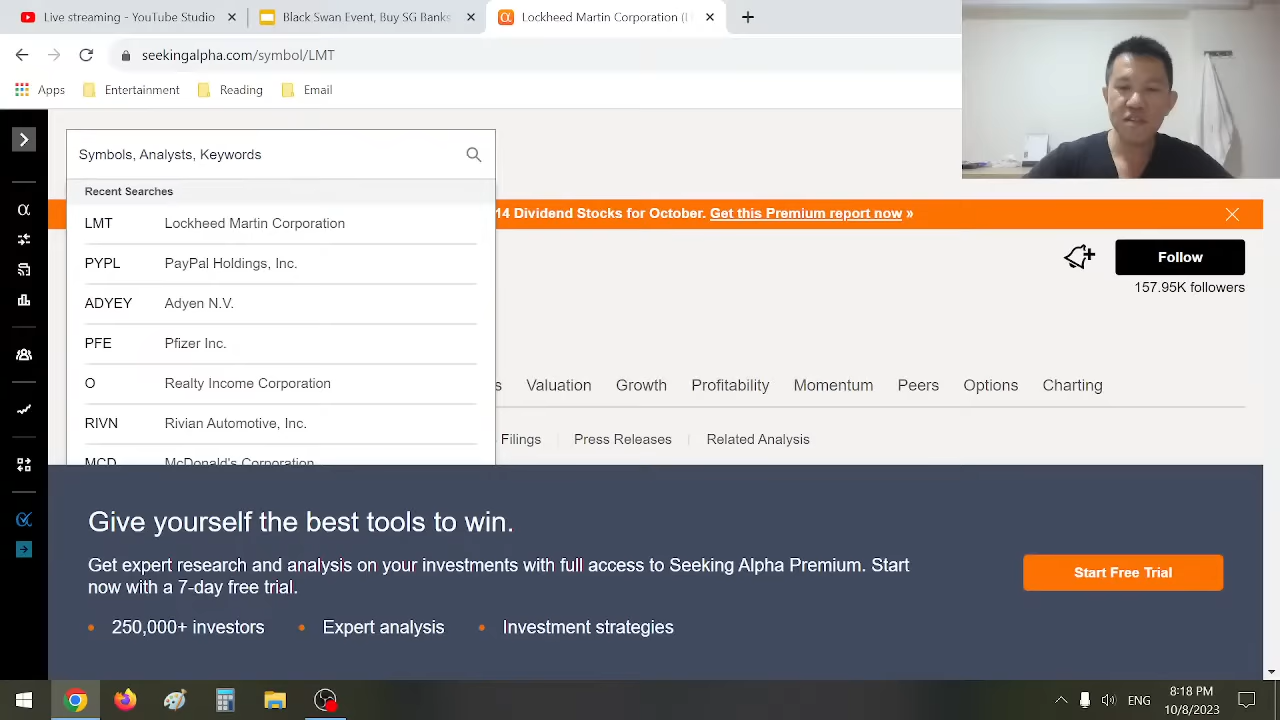 Live streaming - YouTube Studio
Black Swan Event, Buy SG Banks
Lockheed Martin Corporation (L
seekingalpha.com/symbol/LMT
Apps
Entertainment
Reading
Email
Symbols, Analysts, Keywords
Recent Searches
LMT Lockheed Martin Corporation
PYPL PayPal Holdings, Inc.
ADYEY Adyen N.V.
PFE Pfizer Inc.
O Realty Income Corporation
RIVN Rivian Automotive, Inc.
MCD McDonald's Corporation
14 Dividend Stocks for October. Get this Premium report now »
Follow
157.95K followers
s Valuation Growth Profitability Momentum Peers Options Charting
Filings Press Releases Related Analysis
Give yourself the best tools to win.
Get expert research and analysis on your investments with full access to Seeking Alpha Premium. Start
now with a 7-day free trial.
• 250,000+ investors • Expert analysis • Investment strategies
Start Free Trial
ENG
8:18 PM
10/8/2023